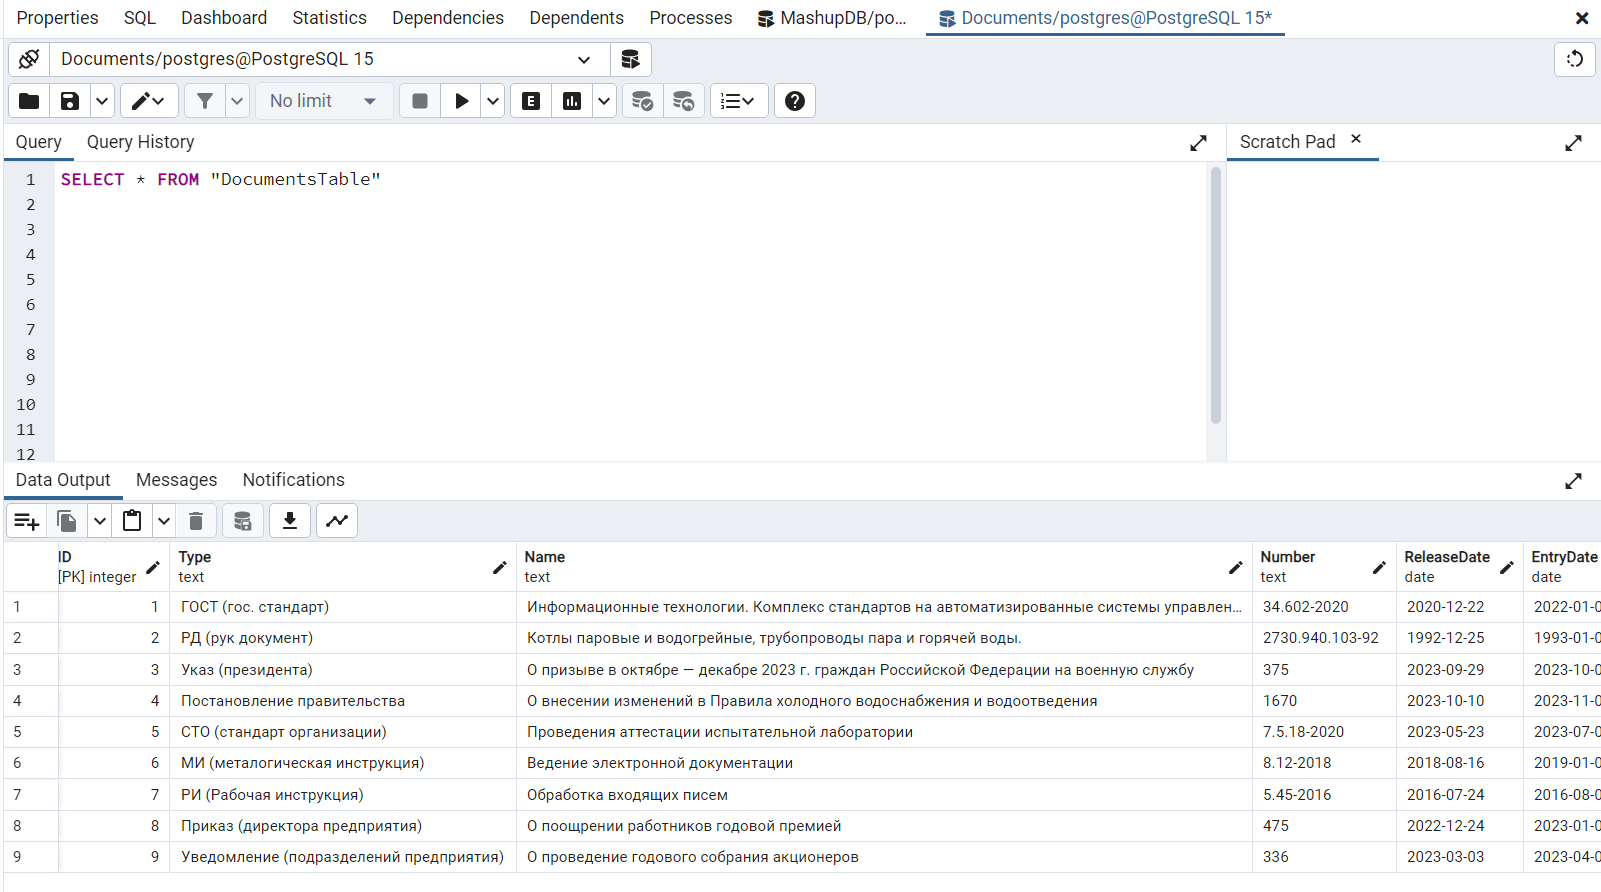 Properties SQL Dashboard Statistics Dependencies Dependents Processes MashupDB/po... Documents/postgres@PostgreSQL 15*
Documents/postgres@PostgreSQL 15
No limit E
Query Query History Scratch Pad
1 SELECT * FROM "DocumentsTable"
2
3
4
5
6
7
8
9
10
11
12
Data Output Messages Notifications
ID Type Name Number ReleaseDate EntryDate
[PK] integer text text text date date
1 1 ГОСТ (гос. стандарт) Информационные технологии. Комплекс стандартов на автоматизированные системы управлен... 34.602-2020 2020-12-22 2022-01-0
2 2 РД (рук документ) Котлы паровые и водогрейные, трубопроводы пара и горячей воды. 2730.940.103-92 1992-12-25 1993-01-0
3 3 Указ (президента) О призыве в октябре — декабре 2023 г. граждан Российской Федерации на военную службу 375 2023-09-29 2023-10-0
4 4 Постановление правительства О внесении изменений в Правила холодного водоснабжения и водоотведения 1670 2023-10-10 2023-11-0
5 5 СТО (стандарт организации) Проведения аттестации испытательной лаборатории 7.5.18-2020 2023-05-23 2023-07-0
6 6 МИ (металогическая инструкция) Ведение электронной документации 8.12-2018 2018-08-16 2019-01-0
7 7 РИ (Рабочая инструкция) Обработка входящих писем 5.45-2016 2016-07-24 2016-08-0
8 8 Приказ (директора предприятия) О поощрении работников годовой премией 475 2022-12-24 2023-01-0
9 9 Уведомление (подразделений предприятия) О проведение годового собрания акционеров 336 2023-03-03 2023-04-0